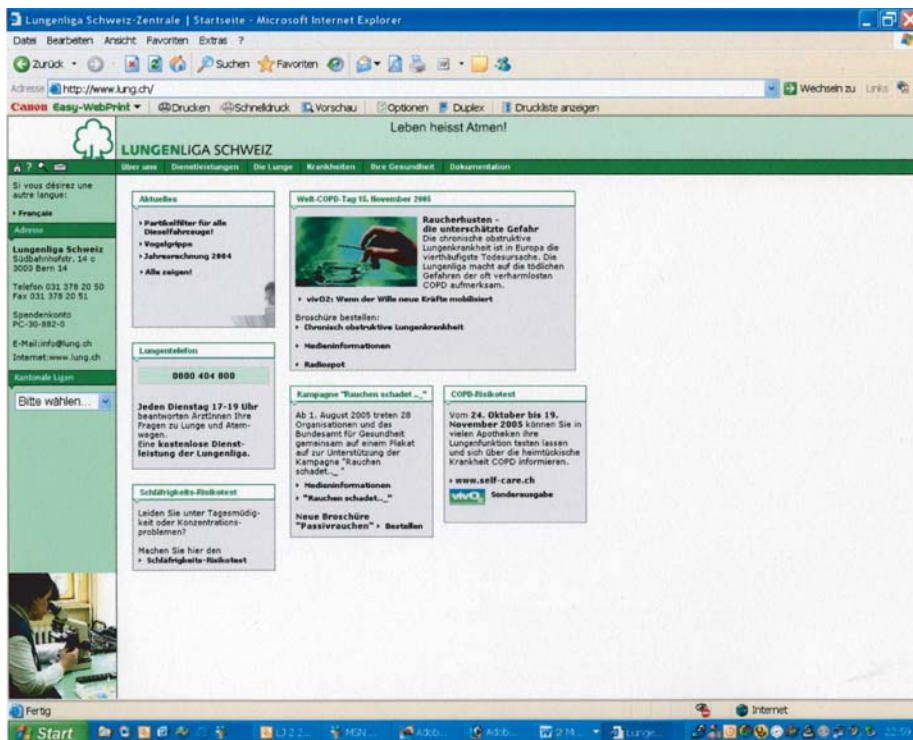 Lungenliga Schweiz-Zentrale | Startseite - Microsoft Internet Explorer
Datei Bearbeiten Ansicht Favoriten Extras ?
Zurück Suchen Favoriten
Adresse http://www.lung.ch/ Wechseln zu Links
Canon Easy-WebPrint Drucken Schnelldruck Vorschau Optionen Duplex Druckliste anzeigen
Leben heisst Atmen!
LUNGENLIGA SCHWEIZ
Über uns Dienstleistungen Die Lunge Krankheiten Ihre Gesundheit Dokumentation
Si vous désirez une
autre langue:
Français
Adresse
Lungenliga Schweiz
Südbahnhofstr. 14 c
3000 Bern 14
Telefon 031 378 20 50
Fax 031 378 20 51
Spendenkonto
PC-30-882-0
E-Mail:info@lung.ch
Internet:www.lung.ch
Kantonale Ligen
Bitte wählen...
Aktuelles
Partikelfilter für alle
Dieselfahrzeuge!
Vogelgrippe
Jahresrechnung 2004
Alle zeigen!
Lungentelefon
0800 404 800
Jeden Dienstag 17-19 Uhr
beantworten ÄrztInnen Ihre
Fragen zu Lunge und Atem-
wegen.
Eine kostenlose Dienst-
leistung der Lungenliga.
Schläfrigkeits-Risikotest
Leiden Sie unter Tagesmüdig-
keit oder Konzentrations-
problemen?
Machen Sie hier den
Schläfrigkeits-Risikotest
Welt-COPD-Tag 15. November 2005
Raucherhusten -
die unterschätzte Gefahr
Die chronische obstruktive
Lungenkrankheit ist in Europa die
vierthäufigste Todesursache. Die
Lungenliga macht auf die tödlichen
Gefahren der oft verharmlosten
COPD aufmerksam.
vivO2: Wenn der Wille neue Kräfte mobilisiert
Broschüre bestellen:
Chronisch obstruktive Lungenkrankheit
Medieninformationen
Radiospot
Kampagne "Rauchen schadet..."
Ab 1. August 2005 treten 28
Organisationen und das
Bundesamt für Gesundheit
gemeinsam auf einem Plakat
auf zur Unterstützung der
Kampagne "Rauchen
schadet..."
Medieninformationen
"Rauchen schadet..."
Neue Broschüre
"Passivrauchen" Bestellen
COPD-Risikotest
Vom 24. Oktober bis 19.
November 2005 können Sie in
vielen Apotheken ihre
Lungenfunktion testen lassen
und sich über die heimtückische
Krankheit COPD informieren.
www.self-care.ch
vivO2 Sonderausgabe
Fertig Internet
Start MSN ... Adob... Adob... Lunge... 22:59